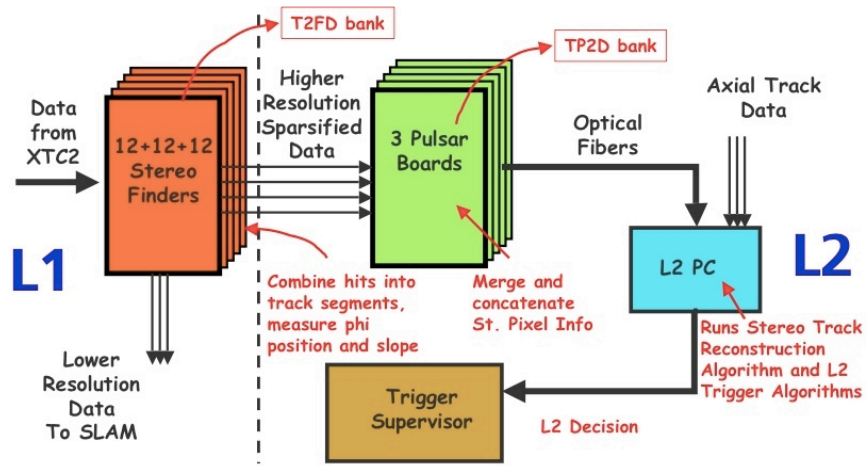 T2FD bank
TP2D bank
Data
from
XTC2
12+12+12
Stereo
Finders
Higher
Resolution
Sparsified
Data
3 Pulsar
Boards
Optical
Fibers
Axial Track
Data
L1
L2 PC
L2
Combine hits into
track segments,
measure phi
position and slope
Merge and
concatenate
St. Pixel Info
Runs Stereo Track
Reconstruction
Algorithm and L2
Trigger Algorithms
Lower
Resolution
Data
To SLAM
Trigger
Supervisor
L2 Decision